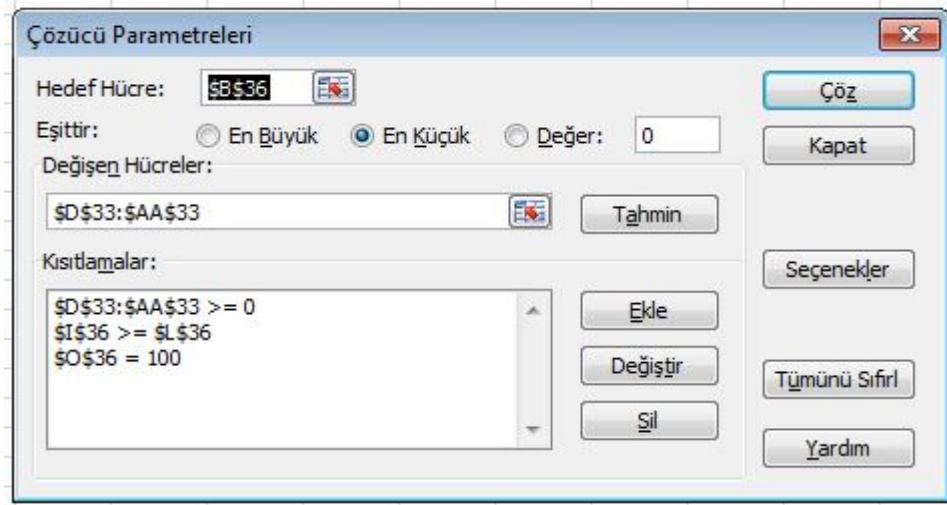 Çözücü Parametreleri
Hedef Hücre: $B$36
Çöz
Eşittir: En Büyük En Küçük Değer: 0
Kapat
Değişen Hücreler:
$D$33:$AA$33 Tahmin
Kısıtlamalar:
Seçenekler
$D$33:$AA$33 >= 0
$I$36 >= $L$36
$O$36 = 100
Ekle
Değiştir
Tümünü Sıfırl
Sil
Yardım